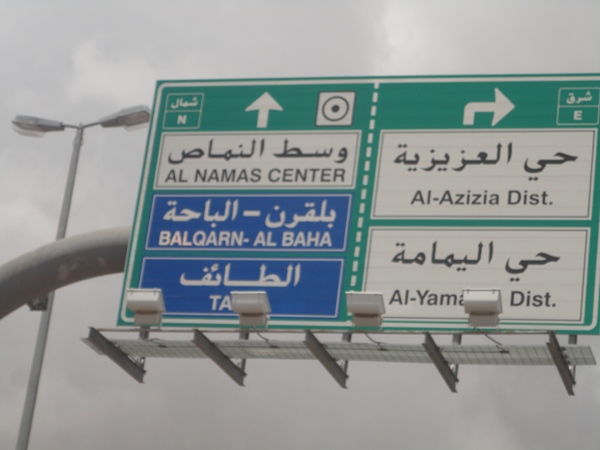 شمال
N
وسط النماص
AL NAMAS CENTER
بلقرن - الباحة
BALQARN- AL BAHA
الطائف
شرق
E
حي العزيزية
Al-Azizia Dist.
حي اليمامة
Dist.